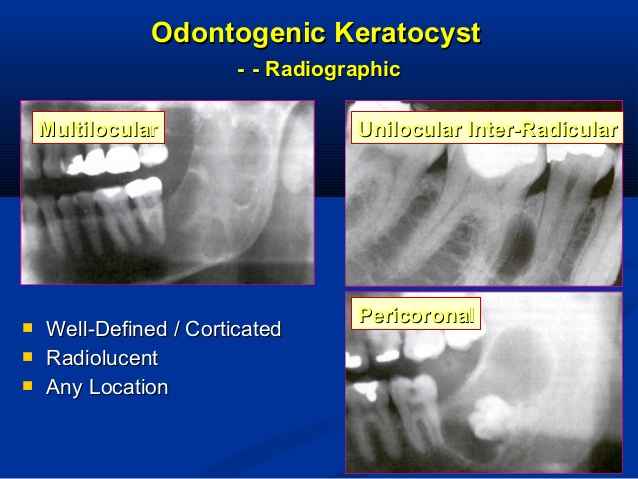 Odontogenic Keratocyst
- - Radiographic
Multilocular
Unilocular Inter-Radicular
Pericoronal
Well-Defined / Corticated
Radiolucent
Any Location